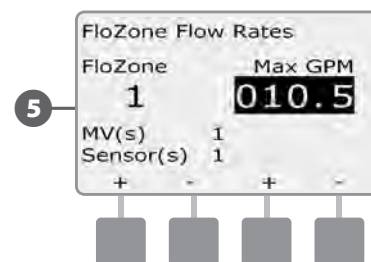 FloZone Flow Rates
FloZone Max GPM
5 1 010.5
MV(s) 1
Sensor(s) 1
+ - + -